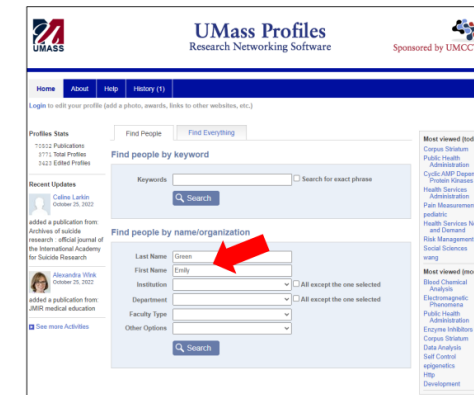 UMASS
UMass Profiles
Research Networking Software
Sponsored by UMCC
Home About Help History (1)
Login to edit your profile (add a photo, awards, links to other websites, etc.)
Profiles Stats
Publications
Total Profiles
Edited Profiles
Recent Updates
Celine Larkin
October 25, 2022
added a publication from
Archives of suicide
research : official journal of
the International Academy
for Suicide Research
Alexandra Wink
October 25, 2022
added a publication from
JMIR medical education
See more Activities
Find People Find Everything
Find people by keyword
Keywords Search for exact phrase
Search
Find people by name/organization
Last Name Green
First Name Emily
Institution All except the one selected
Department All except the one selected
Faculty Type
Other Options
Search
Most viewed (tod
Corpus Striatum
Public Health
Administration
Cyclic AMP Depen
Protein Kinases
Health Services
Administration
Pain Measuremen
pediatric
Health Services N
and Demand
Risk Management
Social Sciences
wang
Most viewed (mo
Blood Chemical
Analysis
Electromagnetic
Phenomena
Public Health
Administration
Enzyme Inhibitors
Corpus Striatum
Data Analysis
Self Control
epigenetics
Http
Development